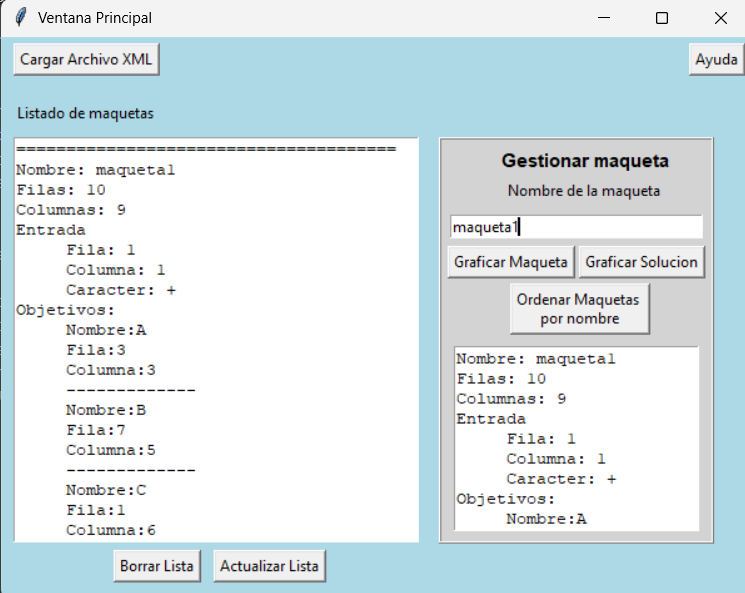 Ventana Principal
Cargar Archivo XML
Ayuda
Listado de maquetas
======================================
Nombre: maqueta1
Filas: 10
Columnas: 9
Entrada
Fila: 1
Columna: 1
Caracter: +
Objetivos:
Nombre:A
Fila:3
Columna:3
-------------
Nombre:B
Fila:7
Columna:5
-------------
Nombre:C
Fila:1
Columna:6
Borrar Lista
Actualizar Lista
Gestionar maqueta
Nombre de la maqueta
maqueta1
Graficar Maqueta
Graficar Solucion
Ordenar Maquetas
por nombre
Nombre: maqueta1
Filas: 10
Columnas: 9
Entrada
Fila: 1
Columna: 1
Caracter: +
Objetivos:
Nombre:A